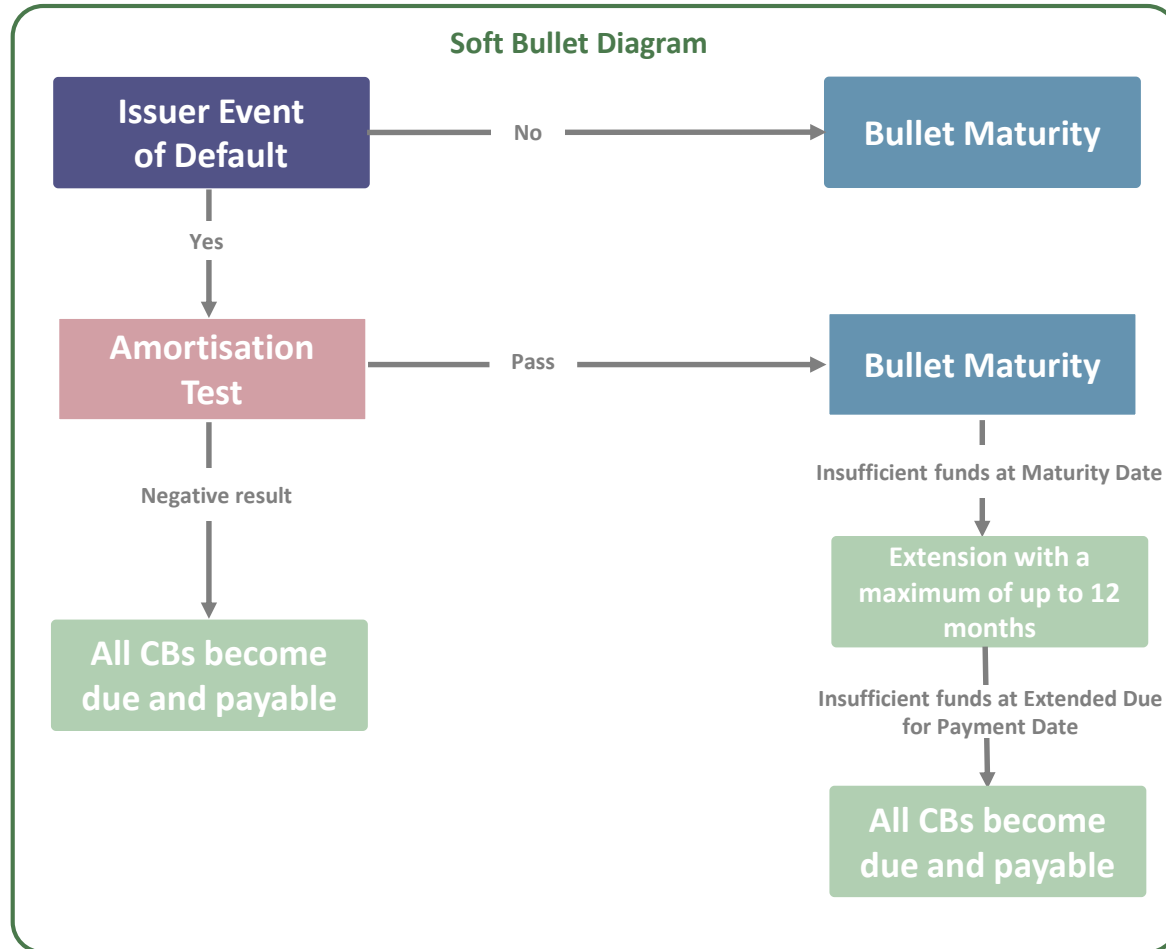 Soft Bullet Diagram
Issuer Event
of Default
No
Bullet Maturity
Yes
Amortisation
Test
Pass
Bullet Maturity
Negative result
Insufficient funds at Maturity Date
Extension with a
maximum of up to 12
months
All CBs become
due and payable
Insufficient funds at Extended Due
for Payment Date
All CBs become
due and payable